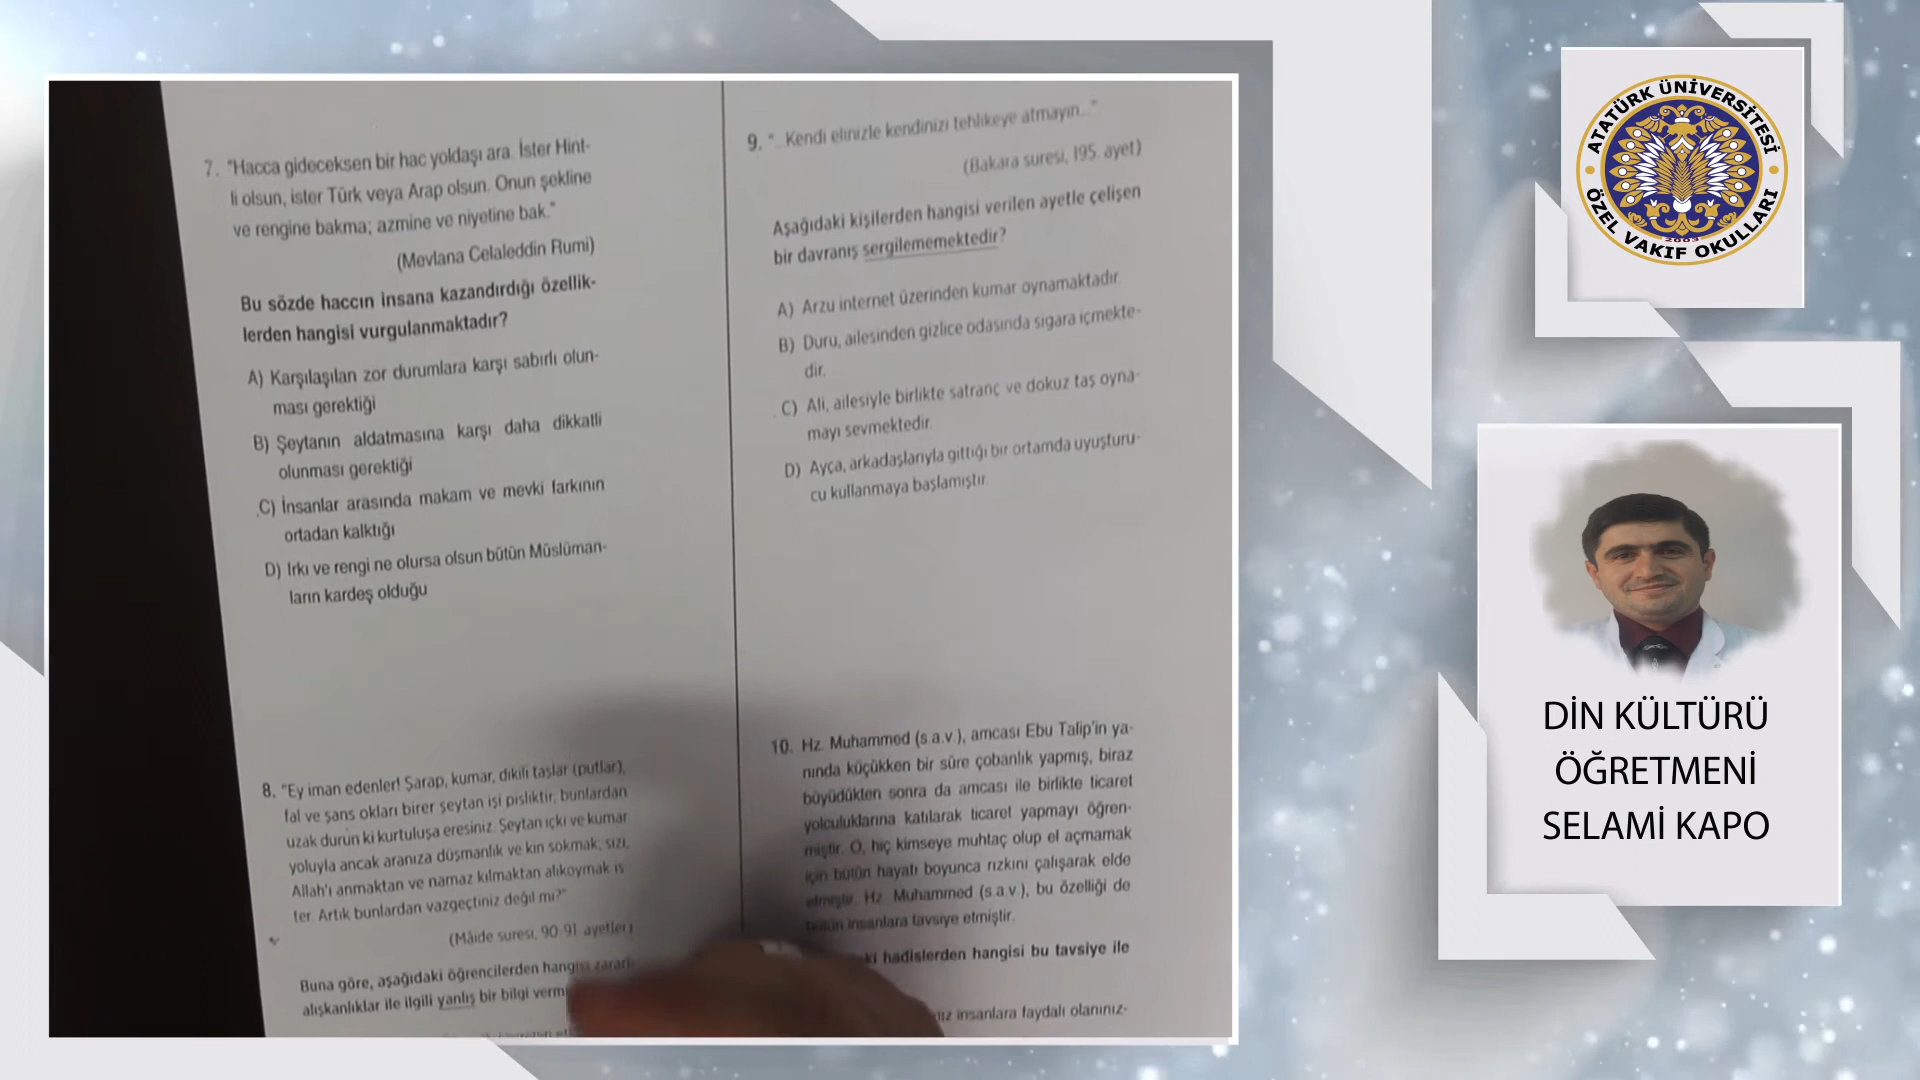 7. "Hacca gideceksen bir hac yoldaşı ara. İster Hint-
li olsun, ister Türk veya Arap olsun. Onun şekline
ve rengine bakma; azmine ve niyetine bak."
(Mevlana Celaleddin Rumi)
Bu sözde haccın insana kazandırdığı özellik-
lerden hangisi vurgulanmaktadır?
A) Karşılaşılan zor durumlara karşı sabırlı olun-
ması gerektiği
B) Şeytanın aldatmasına karşı daha dikkatli
olunması gerektiği
C) İnsanlar arasında makam ve mevki farkının
ortadan kalktığı
D) Irkı ve rengi ne olursa olsun bütün Müslüman-
ların kardeş olduğu
8. "Ey iman edenler! Şarap, kumar, dikili taşlar (putlar),
fal ve şans okları birer şeytan işi pisliktir, bunlardan
uzak durun ki kurtuluşa eresiniz. Şeytan içki ve kumar
yoluyla ancak aranıza düşmanlık ve kin sokmak; sizi,
Allah'ı anmaktan ve namaz kılmaktan alıkoymak is
ter. Artık bunlardan vazgeçtiniz değil mi?"
(Mâide suresi, 90-91. ayetler)
Buna göre, aşağıdaki öğrencilerden hangisi zararlı
alışkanlıklar ile ilgili yanlış bir bilgi verm
9. "...Kendi elinizle kendinizi tehlikeye atmayın..."
(Bakara suresi, 195. ayet)
Aşağıdaki kişilerden hangisi verilen ayetle çelişen
bir davranış sergilememektedir?
A) Arzu internet üzerinden kumar oynamaktadır.
B) Duru, ailesinden gizlice odasında sigara içmekte-
dir.
C) Ali, ailesiyle birlikte satranç ve dokuz taş oyna-
mayı sevmektedir.
D) Ayça, arkadaşlarıyla gittiği bir ortamda uyuşturu-
cu kullanmaya başlamıştır.
10. Hz. Muhammed (s.a.v.), amcası Ebu Talip'in ya-
nında küçükken bir süre çobanlık yapmış, biraz
büyüdükten sonra da amcası ile birlikte ticaret
yolculuklarına katılarak ticaret yapmayı öğren-
miştir. O, hiç kimseye muhtaç olup el açmamak
için bütün hayatı boyunca rızkını çalışarak elde
etmiştir. Hz. Muhammed (s.a.v.), bu özelliği de
bütün insanlara tavsiye etmiştir.
ki hadislerden hangisi bu tavsiye ile
ız insanlara faydalı olanınız-
ATATÜRK ÜNİVERSİTESİ
ÖZEL VAKIF OKULLARI
2003
DİN KÜLTÜRÜ
ÖĞRETMENİ
SELAMİ KAPO